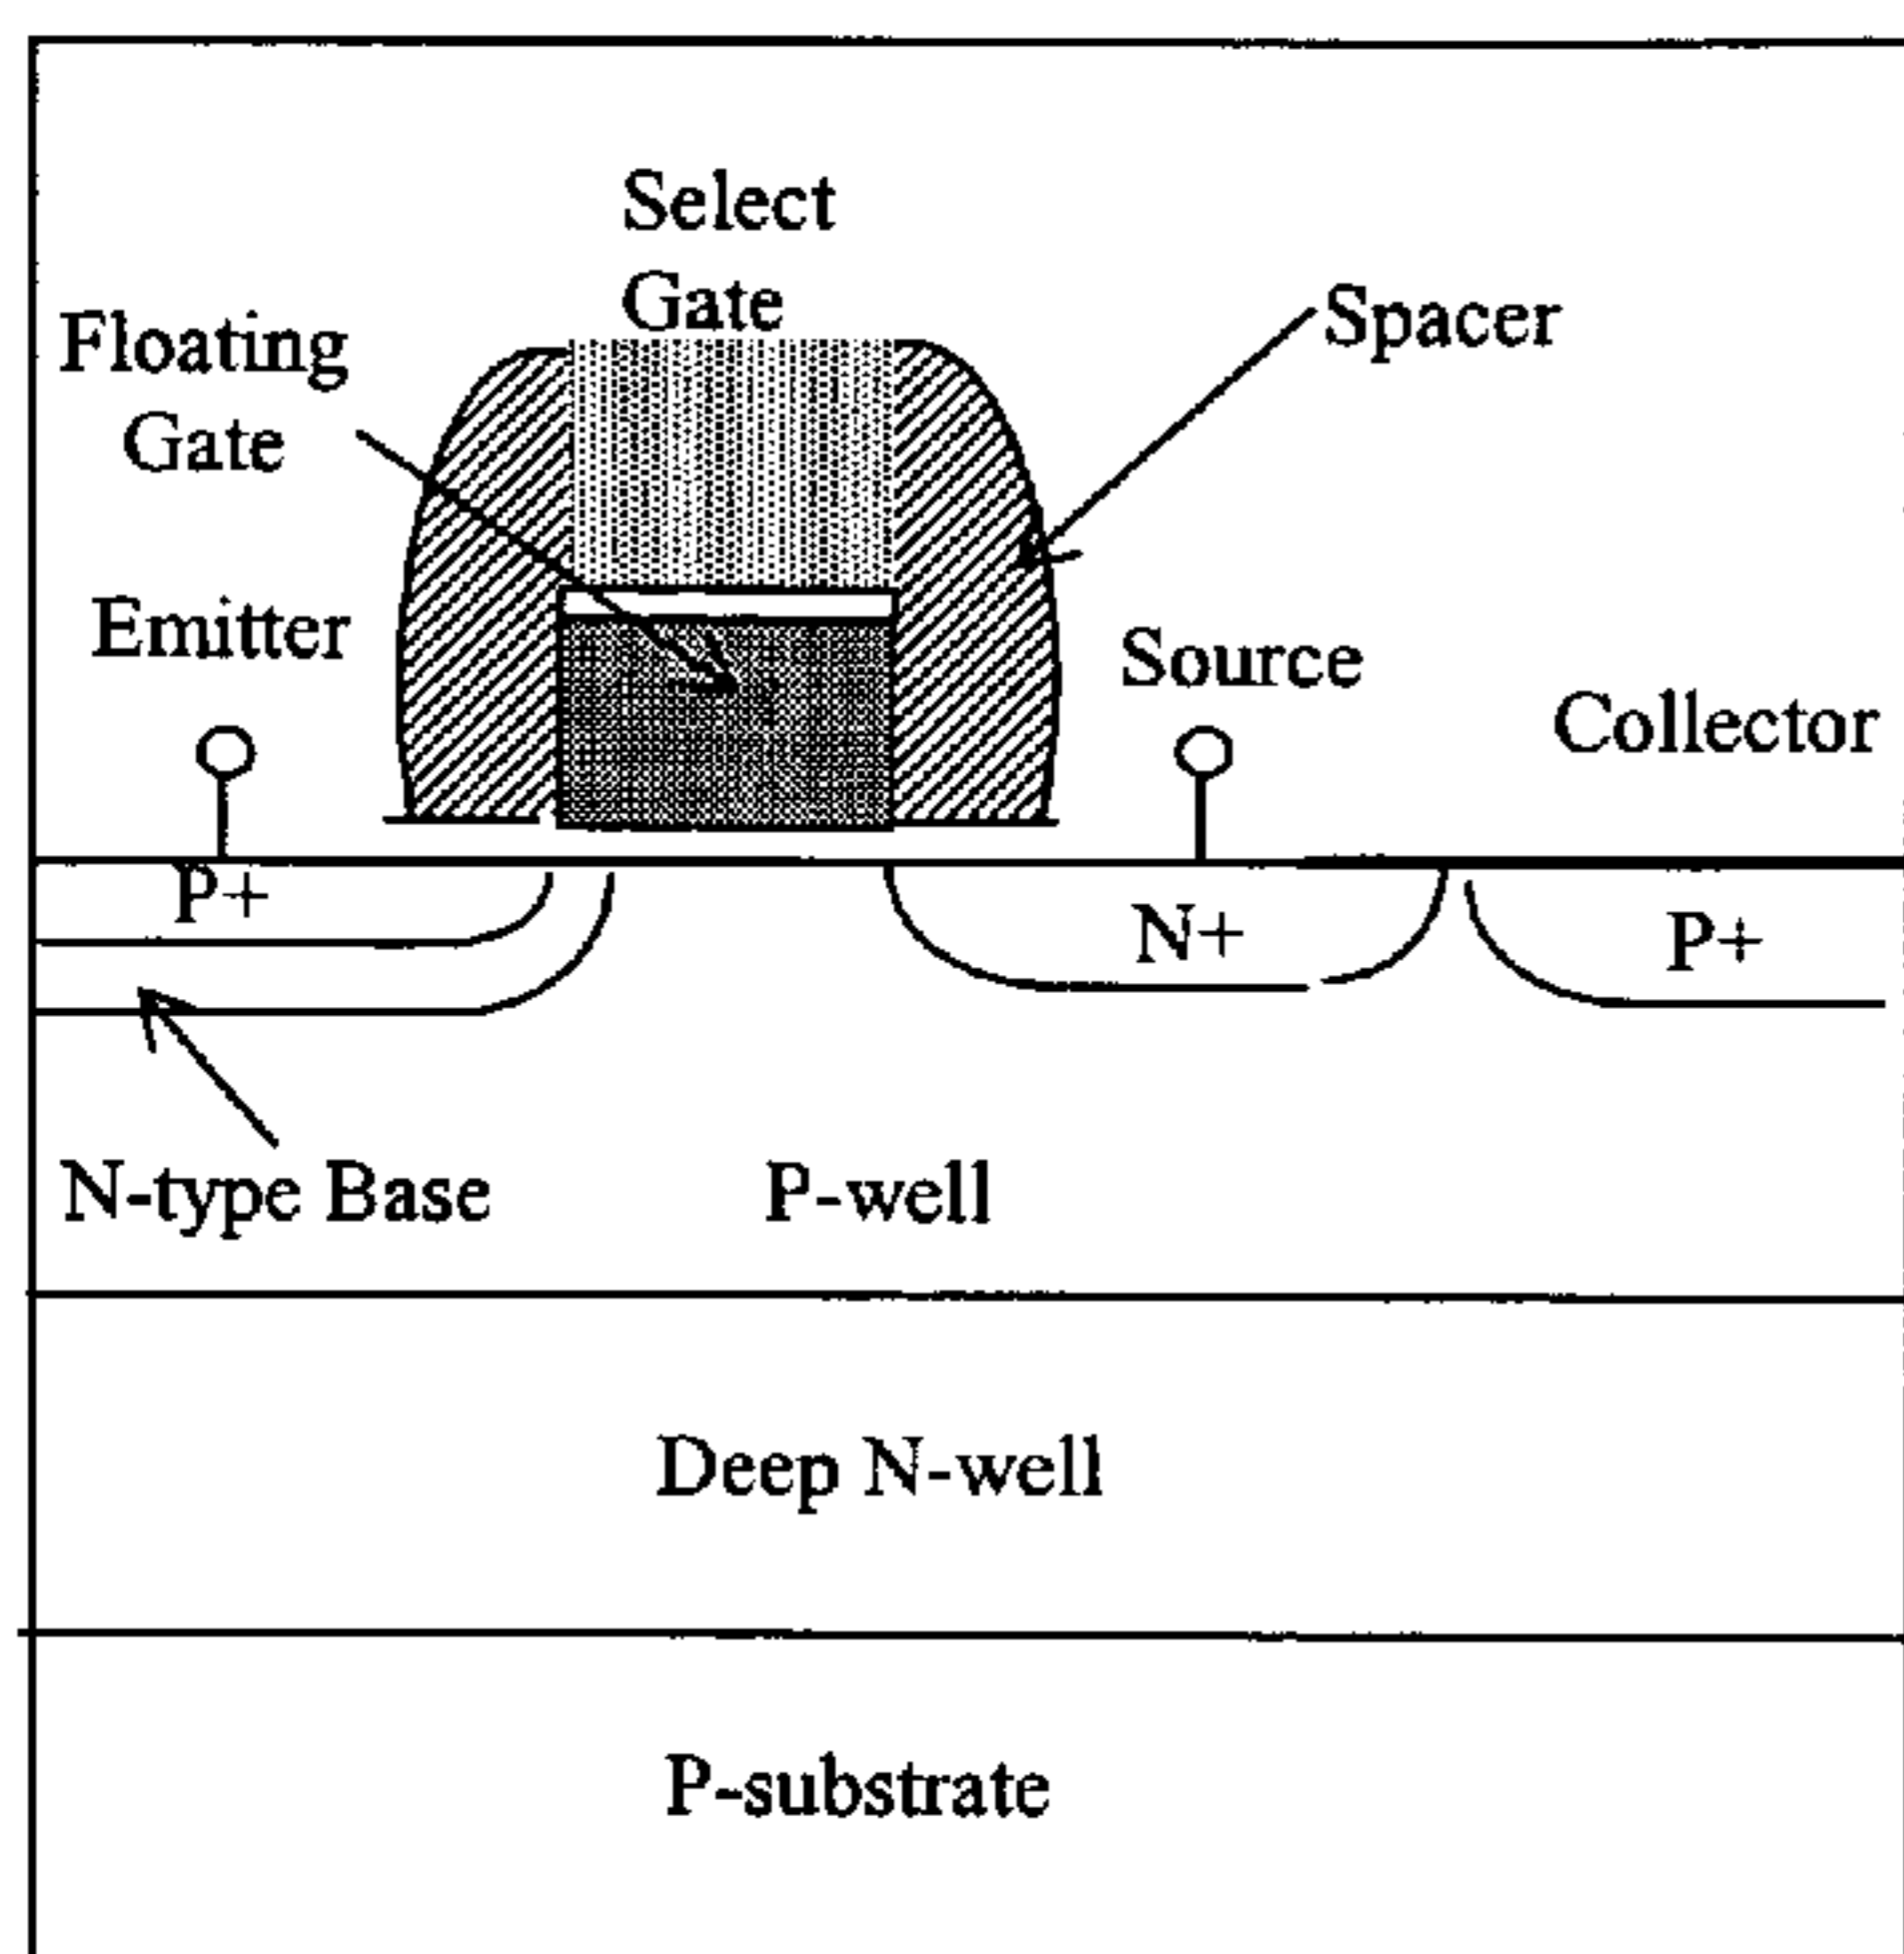 Select
Gate
Floating
Gate
Spacer
Emitter
Source
Collector
P+
N+
P+
N-type Base
P-well
Deep N-well
P-substrate